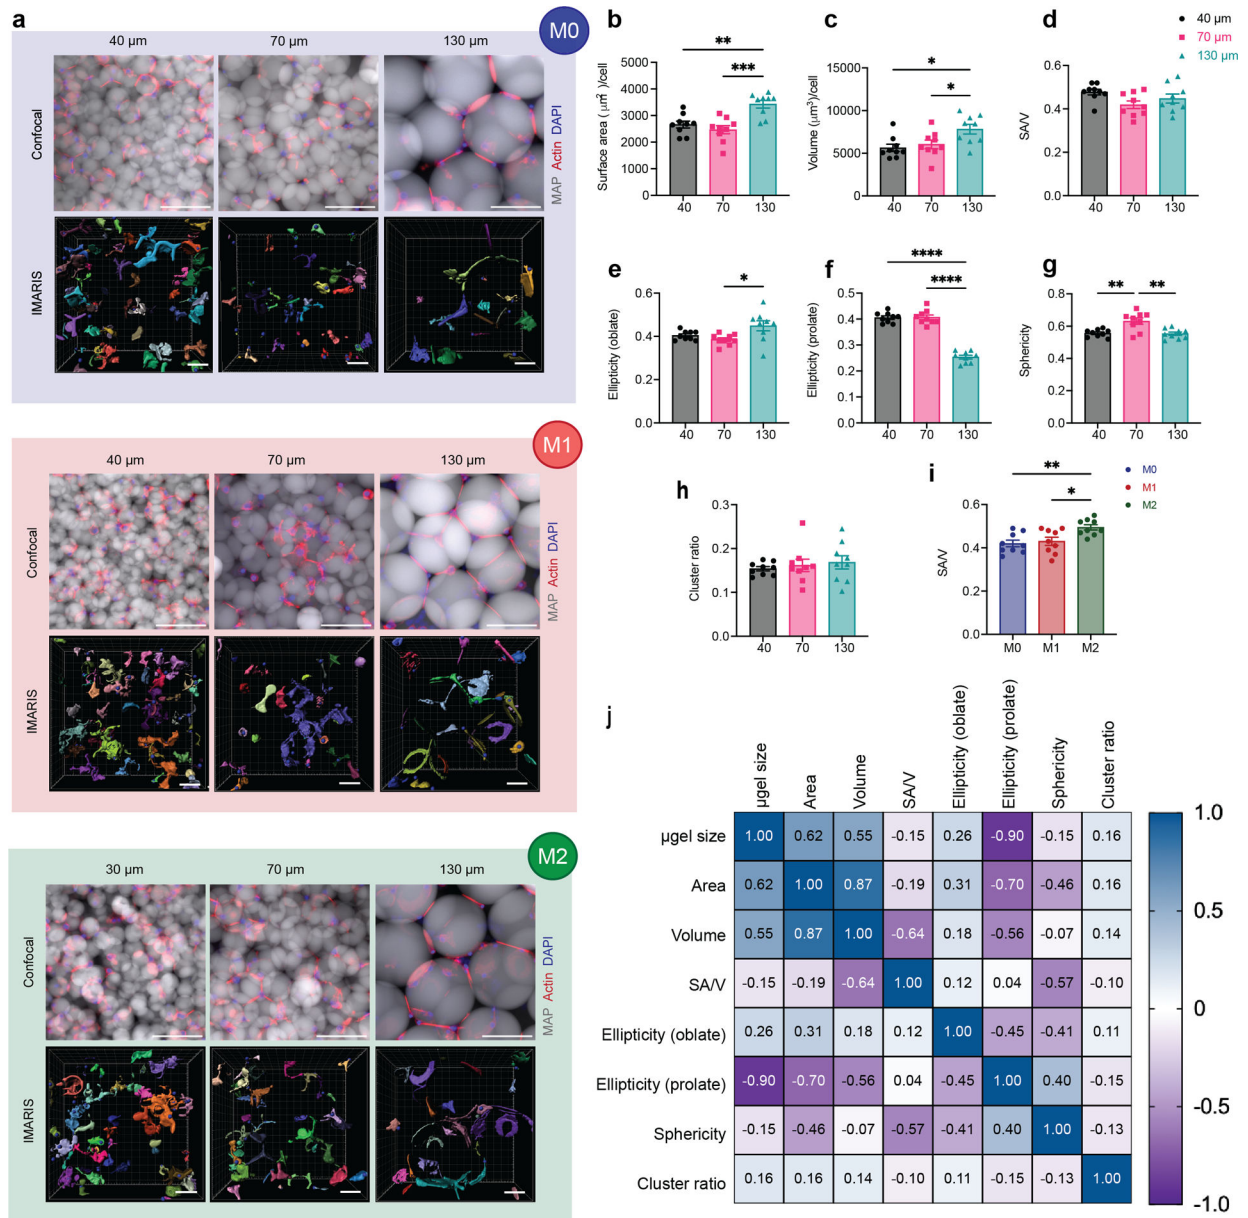 a
M0
40 µm
70 µm
130 µm
Confocal
MAP Actin DAPI
IMARIS
M1
40 µm
70 µm
130 µm
Confocal
MAP Actin DAPI
IMARIS
M2
30 µm
70 µm
130 µm
Confocal
MAP Actin DAPI
IMARIS
b
Surface area (µm²)/cell
5000
4000
3000
2000
1000
0
40
70
130
**
***
c
Volume (µm³)/cell
15000
10000
5000
0
40
70
130
*
*
d
SA/V
0.6
0.4
0.2
0.0
40
70
130
40 µm
70 µm
130 µm
e
Ellipticity (oblate)
0.6
0.4
0.2
0.0
40
70
130
*
f
Ellipticity (prolate)
0.5
0.4
0.3
0.2
0.1
0.0
40
70
130
****
****
g
Sphericity
1.0
0.8
0.6
0.4
0.2
0.0
40
70
130
**
**
h
Cluster ratio
0.3
0.2
0.1
0.0
40
70
130
i
SA/V
0.6
0.4
0.2
0.0
M0
M1
M2
**
*
M0
M1
M2
j
µgel size
Area
Volume
SA/V
Ellipticity (oblate)
Ellipticity (prolate)
Sphericity
Cluster ratio
µgel size 1.00 0.62 0.55 -0.15 0.26 -0.90 -0.15 0.16
Area 0.62 1.00 0.87 -0.19 0.31 -0.70 -0.46 0.16
Volume 0.55 0.87 1.00 -0.64 0.18 -0.56 -0.07 0.14
SA/V -0.15 -0.19 -0.64 1.00 0.12 0.04 -0.57 -0.10
Ellipticity (oblate) 0.26 0.31 0.18 0.12 1.00 -0.45 -0.41 0.11
Ellipticity (prolate) -0.90 -0.70 -0.56 0.04 -0.45 1.00 0.40 -0.15
Sphericity -0.15 -0.46 -0.07 -0.57 -0.41 0.40 1.00 -0.13
Cluster ratio 0.16 0.16 0.14 -0.10 0.11 -0.15 -0.13 1.00
1.0
0.5
0
-0.5
-1.0